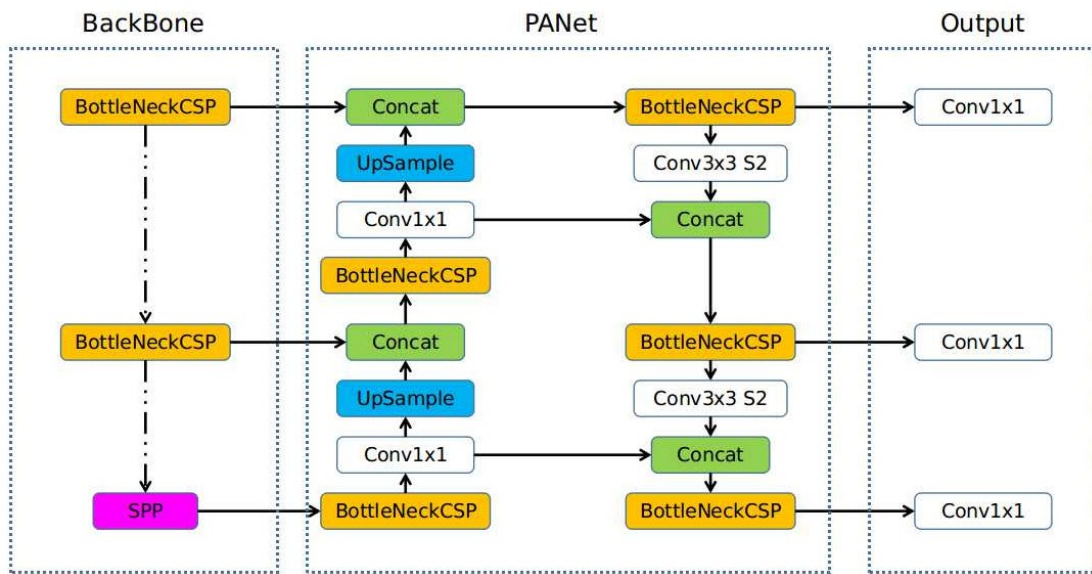 BackBone
PANet
Output
BottleNeckCSP
Concat
BottleNeckCSP
Conv1x1
UpSample
Conv3x3 S2
Conv1x1
Concat
BottleNeckCSP
BottleNeckCSP
Concat
BottleNeckCSP
Conv1x1
UpSample
Conv3x3 S2
Conv1x1
Concat
SPP
BottleNeckCSP
BottleNeckCSP
Conv1x1